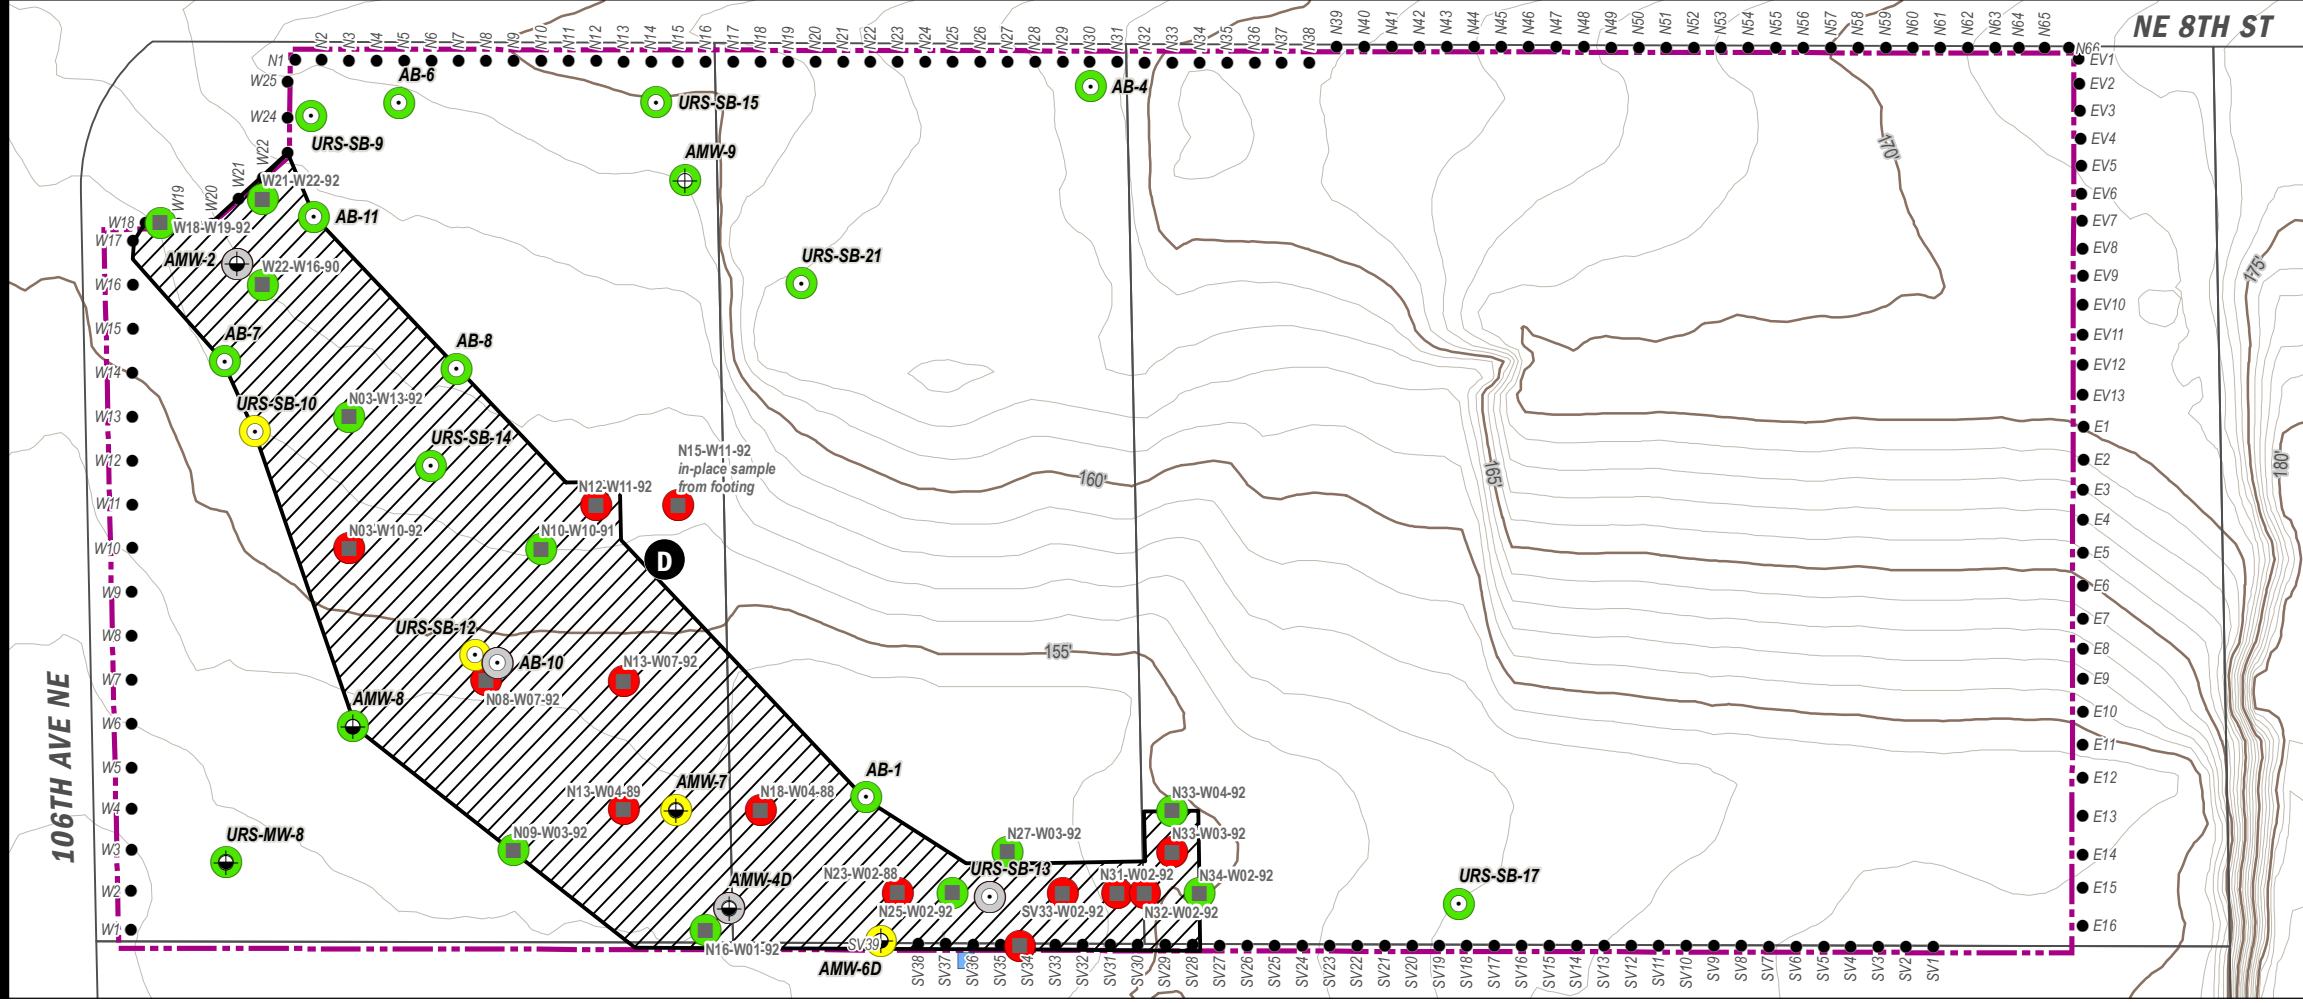 NE 8TH ST
106TH AVE NE
N1
N2
N3
N4
N5
N6
N7
N8
N9
N10
N11
N12
N13
N14
N15
N16
N17
N18
N19
N20
N21
N22
N23
N24
N25
N26
N27
N28
N29
N30
N31
N32
N33
N34
N35
N36
N37
N38
N39
N40
N41
N42
N43
N44
N45
N46
N47
N48
N49
N50
N51
N52
N53
N54
N55
N56
N57
N58
N59
N60
N61
N62
N63
N64
N65
N66
EV1
EV2
EV3
EV4
EV5
EV6
EV7
EV8
EV9
EV10
EV11
EV12
EV13
E1
E2
E3
E4
E5
E6
E7
E8
E9
E10
E11
E12
E13
E14
E15
E16
W25
W24
W22
W21
W20
W19
W18
W17
W16
W15
W14
W13
W12
W11
W10
W9
W8
W7
W6
W5
W4
W3
W2
W1
AB-6
URS-SB-9
URS-SB-15
AMW-9
AB-4
W21-W22-92
AB-11
W18-W19-92
AMW-2
W22-W16-90
URS-SB-21
AB-7
AB-8
URS-SB-10
N03-W13-92
URS-SB-14
N15-W11-92
in-place sample
from footing
N12-W11-92
N03-W10-92
N10-W10-91
D
URS-SB-12
AB-10
N08-W07-92
N13-W07-92
AMW-8
N13-W04-89
AMW-7
N18-W04-88
AB-1
URS-MW-8
N09-W03-92
AMW-4D
N16-W01-92
N23-W02-88
N25-W02-92
N27-W03-92
URS-SB-13
SV33-W02-92
N31-W02-92
N32-W02-92
N33-W04-92
N33-W03-92
N34-W02-92
URS-SB-17
AMW-6D
SV39
SV38
SV37
SV36
SV35
SV34
SV33
SV32
SV31
SV30
SV29
SV28
SV27
SV26
SV25
SV24
SV23
SV22
SV21
SV20
SV19
SV18
SV17
SV16
SV15
SV14
SV13
SV12
SV11
SV10
SV9
SV8
SV7
SV6
SV5
SV4
SV3
SV2
SV1
155'
160'
165'
170'
175'
180'